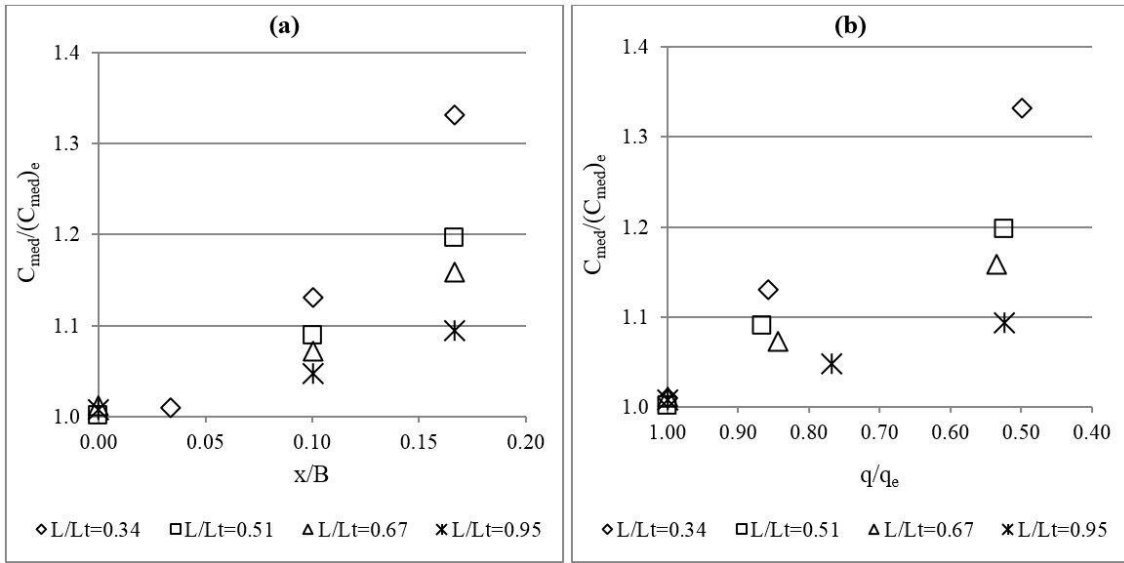 (a)
1.4
1.3
1.2
1.1
1.0
C_med/(C_med)_e
0.00 0.05 0.10 0.15 0.20
x/B
◇L/Lt=0.34 □L/Lt=0.51 △L/Lt=0.67 ✳L/Lt=0.95
(b)
1.4
1.3
1.2
1.1
1.0
C_med/(C_med)_e
1.00 0.90 0.80 0.70 0.60 0.50 0.40
q/q_e
◇L/Lt=0.34 □L/Lt=0.51 △L/Lt=0.67 ✳L/Lt=0.95